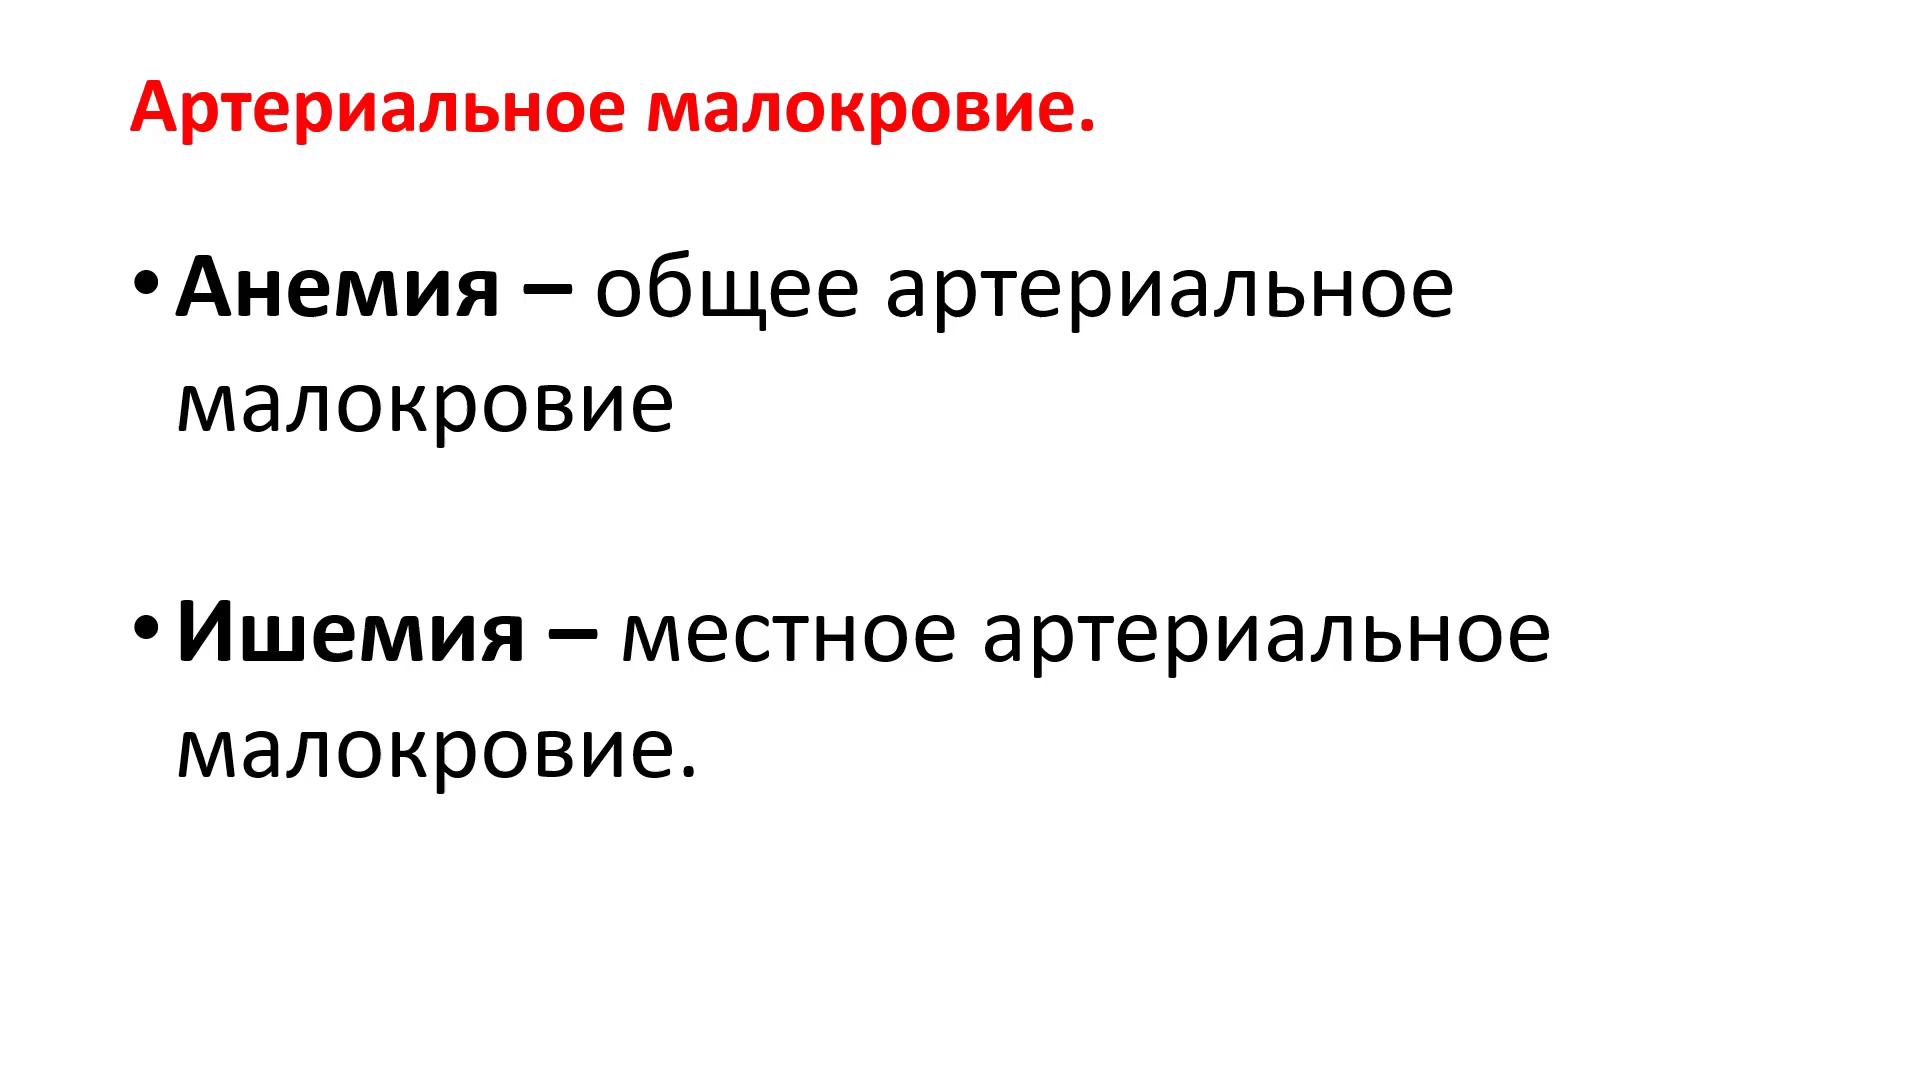 Артериальное малокровие.
• Анемия – общее артериальное
малокровие
• Ишемия – местное артериальное
малокровие.